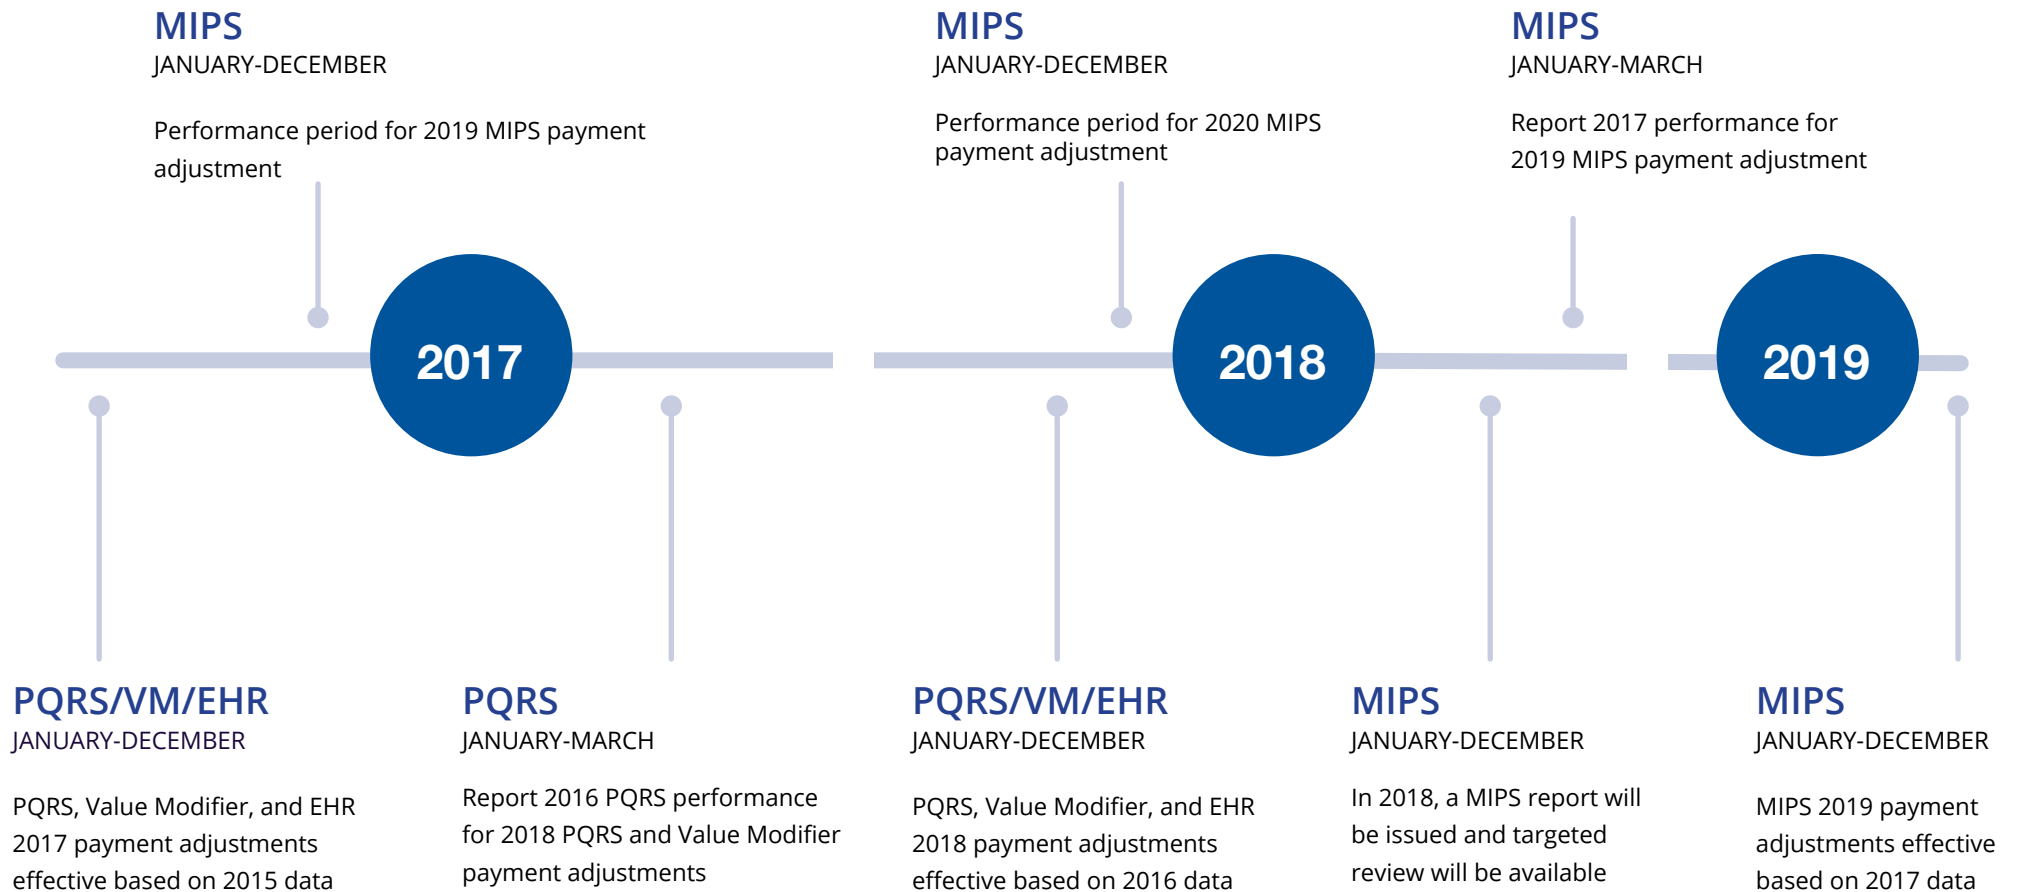 MIPS
JANUARY-DECEMBER
Performance period for 2019 MIPS payment
adjustment
MIPS
JANUARY-DECEMBER
Performance period for 2020 MIPS
payment adjustment
MIPS
JANUARY-MARCH
Report 2017 performance for
2019 MIPS payment adjustment
2017
2018
2019
PQRS/VM/EHR
JANUARY-DECEMBER
PQRS, Value Modifier, and EHR
2017 payment adjustments
effective based on 2015 data
PQRS
JANUARY-MARCH
Report 2016 PQRS performance
for 2018 PQRS and Value Modifier
payment adjustments
PQRS/VM/EHR
JANUARY-DECEMBER
PQRS, Value Modifier, and EHR
2018 payment adjustments
effective based on 2016 data
MIPS
JANUARY-DECEMBER
In 2018, a MIPS report will
be issued and targeted
review will be available
MIPS
JANUARY-DECEMBER
MIPS 2019 payment
adjustments effective
based on 2017 data